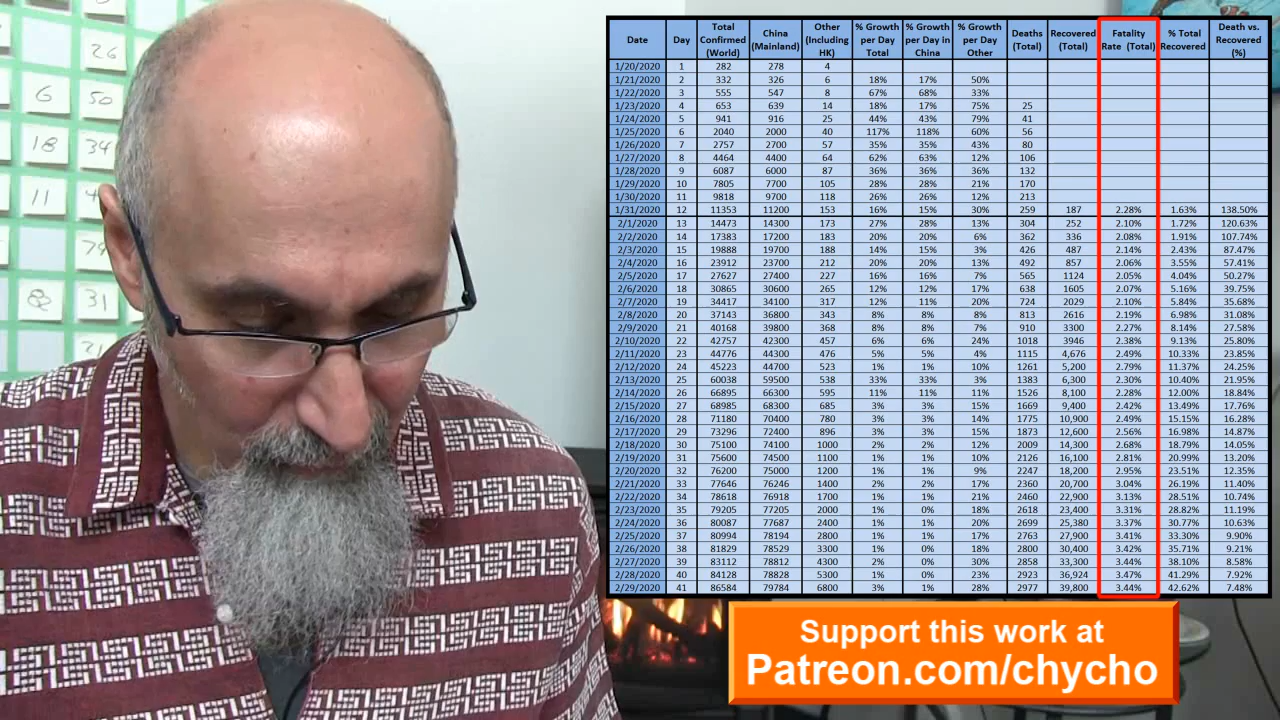 26
6 50
18 34
11 4
31
Date Day Total Confirmed (World) China (Mainland) Other (Including HK) % Growth per Day Total % Growth per Day in China % Growth per Day Other Deaths (Total) Recovered (Total) Fatality Rate (Total) % Total Recovered Death vs. Recovered (%)
1/20/2020 1 282 278 4
1/21/2020 2 332 326 6 18% 17% 50%
1/22/2020 3 555 547 8 67% 68% 33%
1/23/2020 4 653 639 14 18% 17% 75% 25
1/24/2020 5 941 916 25 44% 43% 79% 41
1/25/2020 6 2040 2000 40 117% 118% 60% 56
1/26/2020 7 2757 2700 57 35% 35% 43% 80
1/27/2020 8 4464 4400 64 62% 63% 12% 106
1/28/2020 9 6087 6000 87 36% 36% 36% 132
1/29/2020 10 7805 7700 105 28% 28% 21% 170
1/30/2020 11 9818 9700 118 26% 26% 12% 213
1/31/2020 12 11353 11200 153 16% 15% 30% 259 187 2.28% 1.63% 138.50%
2/1/2020 13 14473 14300 173 27% 28% 13% 304 252 2.10% 1.72% 120.63%
2/2/2020 14 17383 17200 183 20% 20% 6% 362 336 2.08% 1.91% 107.74%
2/3/2020 15 19888 19700 188 14% 15% 3% 426 487 2.14% 2.43% 87.47%
2/4/2020 16 23912 23700 212 20% 20% 13% 492 857 2.06% 3.55% 57.41%
2/5/2020 17 27627 27400 227 16% 16% 7% 565 1124 2.05% 4.04% 50.27%
2/6/2020 18 30865 30600 265 12% 12% 17% 638 1605 2.07% 5.16% 39.75%
2/7/2020 19 34417 34100 317 12% 11% 20% 724 2029 2.10% 5.84% 35.68%
2/8/2020 20 37143 36800 343 8% 8% 8% 813 2616 2.19% 6.98% 31.08%
2/9/2020 21 40168 39800 368 8% 8% 7% 910 3300 2.27% 8.14% 27.58%
2/10/2020 22 42757 42300 457 6% 6% 24% 1018 3946 2.38% 9.13% 25.80%
2/11/2020 23 44776 44300 476 5% 5% 4% 1115 4,676 2.49% 10.33% 23.85%
2/12/2020 24 45223 44700 523 1% 1% 10% 1261 5,200 2.79% 11.37% 24.25%
2/13/2020 25 60038 59500 538 33% 33% 3% 1383 6,300 2.30% 10.40% 21.95%
2/14/2020 26 66895 66300 595 11% 11% 11% 1526 8,100 2.28% 12.00% 18.84%
2/15/2020 27 68985 68300 685 3% 3% 15% 1669 9,400 2.42% 13.49% 17.76%
2/16/2020 28 71180 70400 780 3% 3% 14% 1775 10,900 2.49% 15.15% 16.28%
2/17/2020 29 73296 72400 896 3% 3% 15% 1873 12,600 2.56% 16.98% 14.87%
2/18/2020 30 75100 74100 1000 2% 2% 12% 2009 14,300 2.68% 18.79% 14.05%
2/19/2020 31 75600 74500 1100 1% 1% 10% 2126 16,100 2.81% 20.99% 13.20%
2/20/2020 32 76200 75000 1200 1% 1% 9% 2247 18,200 2.95% 23.51% 12.35%
2/21/2020 33 77646 76246 1400 2% 2% 17% 2360 20,700 3.04% 26.19% 11.40%
2/22/2020 34 78618 76918 1700 1% 1% 21% 2460 22,900 3.13% 28.51% 10.74%
2/23/2020 35 79205 77205 2000 1% 0% 18% 2618 23,400 3.31% 28.82% 11.19%
2/24/2020 36 80087 77687 2400 1% 1% 20% 2699 25,380 3.37% 30.77% 10.63%
2/25/2020 37 80994 78194 2800 1% 1% 17% 2763 27,900 3.41% 33.30% 9.90%
2/26/2020 38 81829 78529 3300 1% 0% 18% 2800 30,400 3.42% 35.71% 9.21%
2/27/2020 39 83112 78812 4300 2% 0% 30% 2858 33,300 3.44% 38.10% 8.58%
2/28/2020 40 84128 78828 5300 1% 0% 23% 2923 36,924 3.47% 41.29% 7.92%
2/29/2020 41 86584 79784 6800 3% 1% 28% 2977 39,800 3.44% 42.62% 7.48%
Support this work at
Patreon.com/chycho